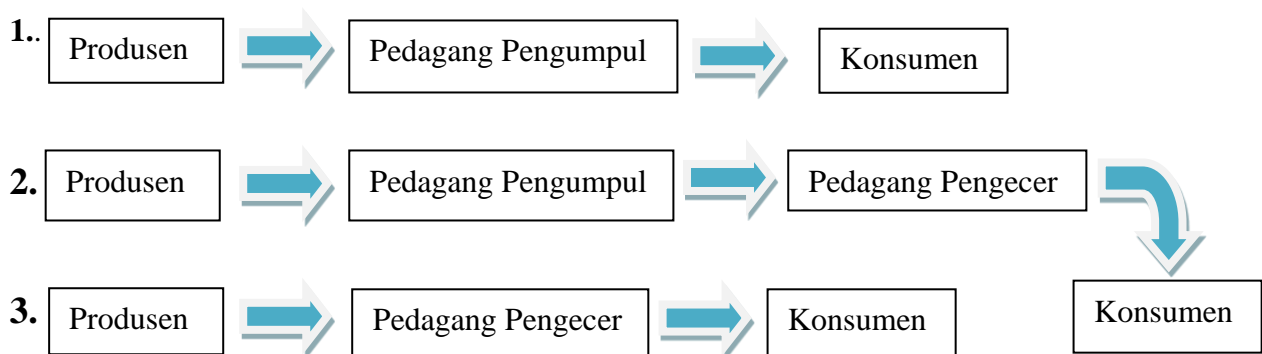 1.. Produsen Pedagang Pengumpul Konsumen
2. Produsen Pedagang Pengumpul Pedagang Pengecer
Konsumen
3. Produsen Pedagang Pengecer Konsumen